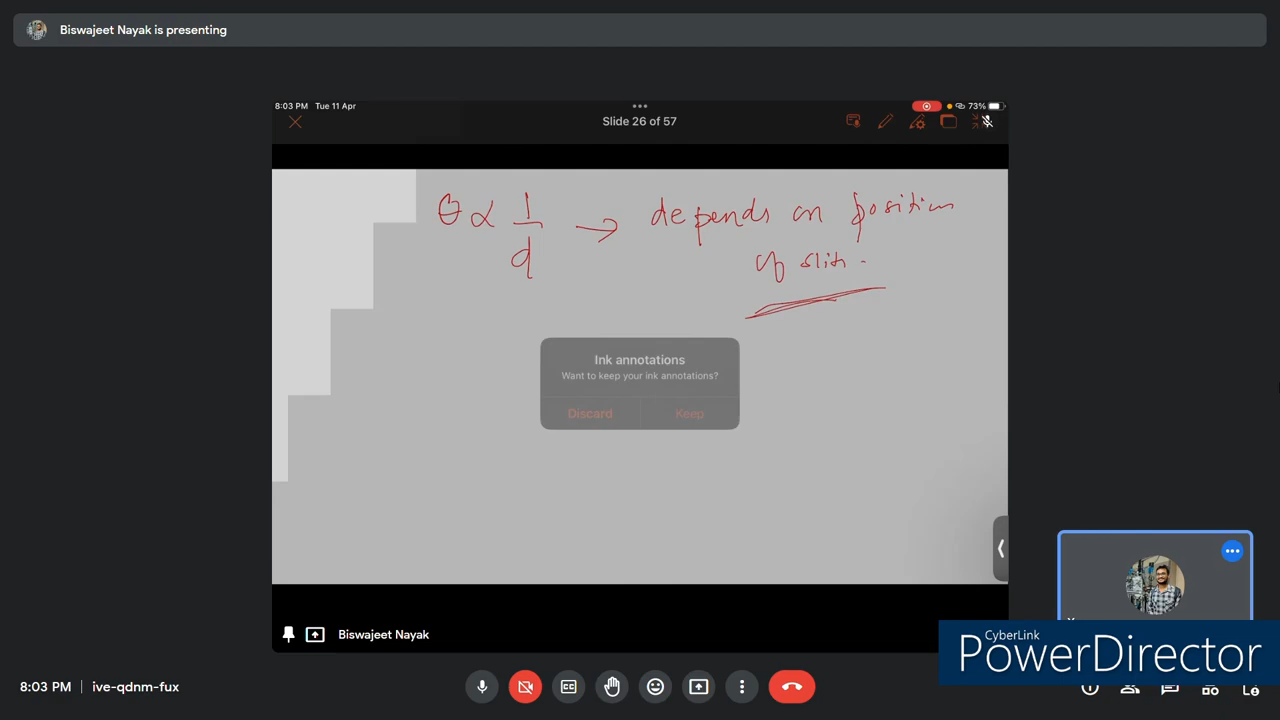 Biswajeet Nayak is presenting
8:03 PM Tue 11 Apr
73%
Slide 26 of 57
θ ∝ 1/d → depends on position
of slit.
Ink annotations
Want to keep your ink annotations?
Discard Keep
Biswajeet Nayak
CyberLink
PowerDirector
8:03 PM | ive-qdnm-fux